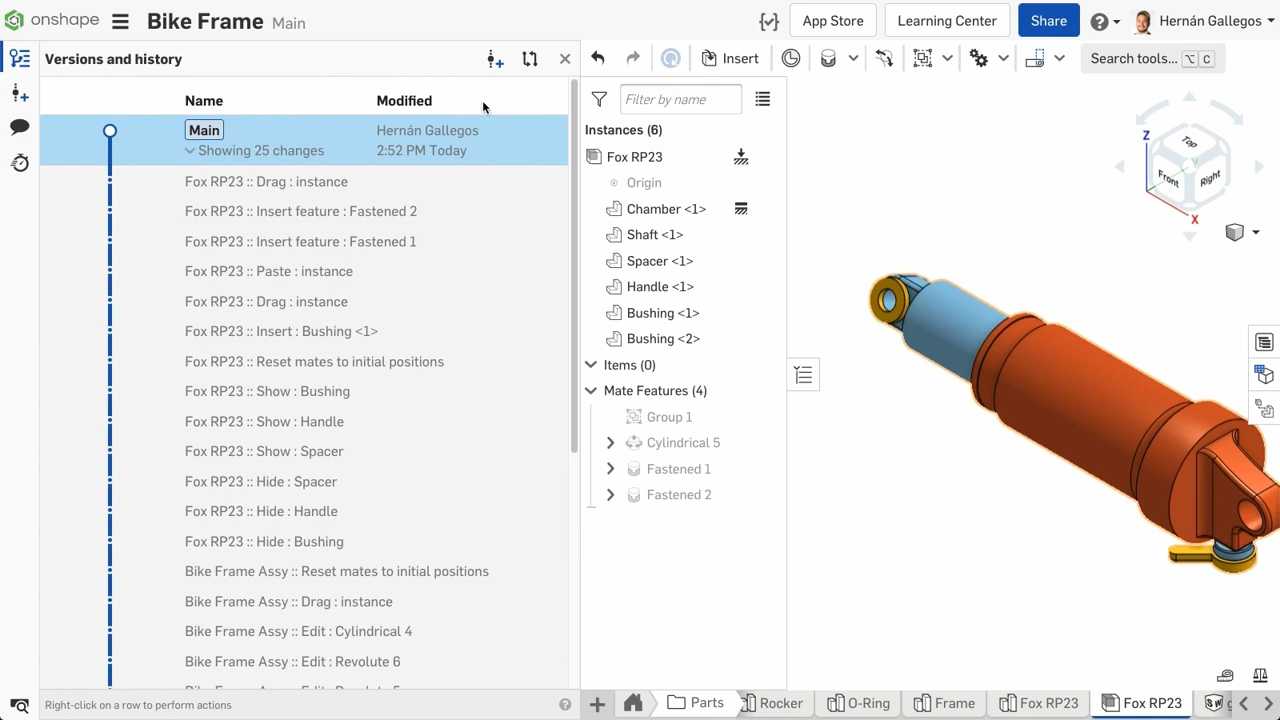 onshape Bike Frame Main App Store Learning Center Share Hernán Gallegos
Versions and history
Insert
Search tools... ⌥ C
Name Modified
Main Hernán Gallegos
Showing 25 changes 2:52 PM Today
Fox RP23 :: Drag : instance
Fox RP23 :: Insert feature : Fastened 2
Fox RP23 :: Insert feature : Fastened 1
Fox RP23 :: Paste : instance
Fox RP23 :: Drag : instance
Fox RP23 :: Insert : Bushing <1>
Fox RP23 :: Reset mates to initial positions
Fox RP23 :: Show : Bushing
Fox RP23 :: Show : Handle
Fox RP23 :: Show : Spacer
Fox RP23 :: Hide : Spacer
Fox RP23 :: Hide : Handle
Fox RP23 :: Hide : Bushing
Bike Frame Assy :: Reset mates to initial positions
Bike Frame Assy :: Drag : instance
Bike Frame Assy :: Edit : Cylindrical 4
Bike Frame Assy :: Edit : Revolute 6
Right-click on a row to perform actions
Filter by name
Instances (6)
Fox RP23
Origin
Chamber <1>
Shaft <1>
Spacer <1>
Handle <1>
Bushing <1>
Bushing <2>
Items (0)
Mate Features (4)
Group 1
Cylindrical 5
Fastened 1
Fastened 2
Z
Top
Front
Right
X
Parts Rocker O-Ring Frame Fox RP23 Fox RP23